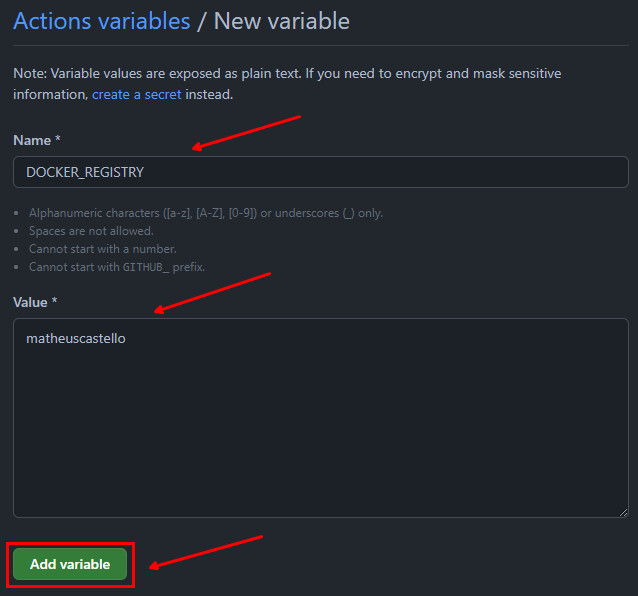 Actions variables / New variable
Note: Variable values are exposed as plain text. If you need to encrypt and mask sensitive
information, create a secret instead.
Name *
DOCKER_REGISTRY
• Alphanumeric characters ([a-z], [A-Z], [0-9]) or underscores (_) only.
• Spaces are not allowed.
• Cannot start with a number.
• Cannot start with GITHUB_ prefix.
Value *
matheuscastello
Add variable